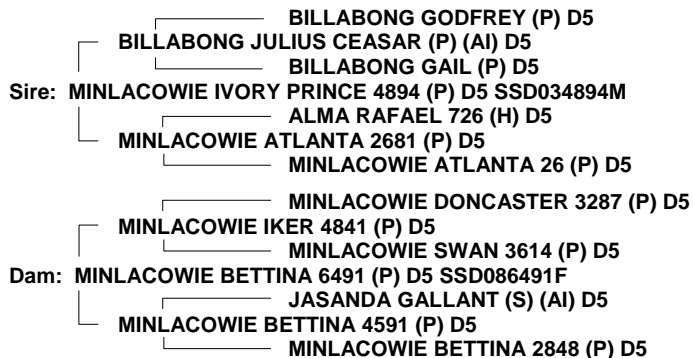 BILLABONG GODFREY (P) D5
BILLABONG JULIUS CEASAR (P) (AI) D5
BILLABONG GAIL (P) D5
Sire: MINLACOWIE IVORY PRINCE 4894 (P) D5 SSD034894M
ALMA RAFAEL 726 (H) D5
MINLACOWIE ATLANTA 2681 (P) D5
MINLACOWIE ATLANTA 26 (P) D5
MINLACOWIE DONCASTER 3287 (P) D5
MINLACOWIE IKER 4841 (P) D5
MINLACOWIE SWAN 3614 (P) D5
Dam: MINLACOWIE BETTINA 6491 (P) D5 SSD086491F
JASANDA GALLANT (S) (AI) D5
MINLACOWIE BETTINA 4591 (P) D5
MINLACOWIE BETTINA 2848 (P) D5